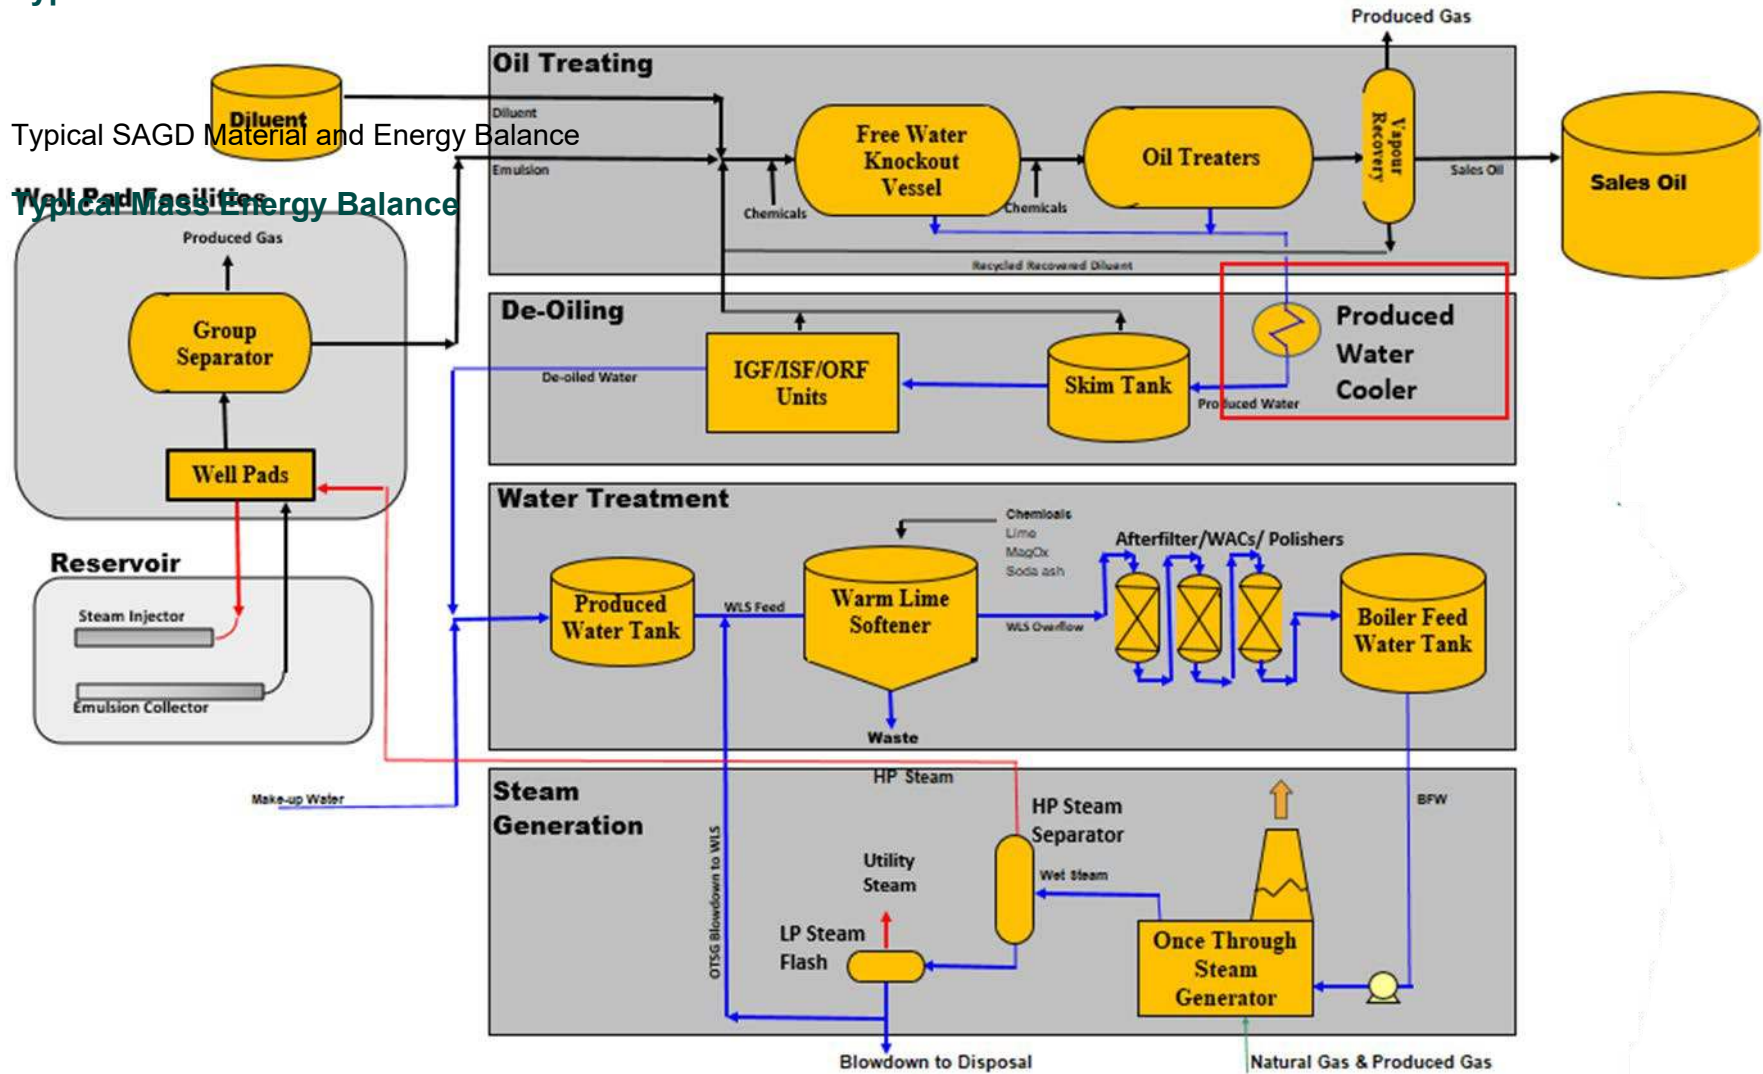 Produced Gas
Oil Treating
Diluent
Diluent
Typical SAGD Material and Energy Balance
Free Water
Knockout
Vessel
Oil Treaters
Vapour
Recovery
Sales Oil
Sales Oil
Emulsion
Chemicals
Chemicals
Well Pad Facilities
Typical Mass Energy Balance
Produced Gas
Recycled Recovered Diluent
Group
Separator
Well Pads
De-Oiling
De-oiled Water
IGF/ISF/ORF
Units
Skim Tank
Produced Water
Produced
Water
Cooler
Water Treatment
Chemicals
Lime
MagOx
Soda ash
Afterfilter/WACs/ Polishers
Produced
Water Tank
WLS Feed
Warm Lime
Softener
WLS Overflow
Boiler Feed
Water Tank
Waste
Reservoir
Steam Injector
Emulsion Collector
Make-up Water
Steam
Generation
HP Steam
HP Steam
Separator
BFW
Utility
Steam
Wet Steam
OTSG Blowdown to WLS
LP Steam
Flash
Once Through
Steam
Generator
Blowdown to Disposal
Natural Gas & Produced Gas